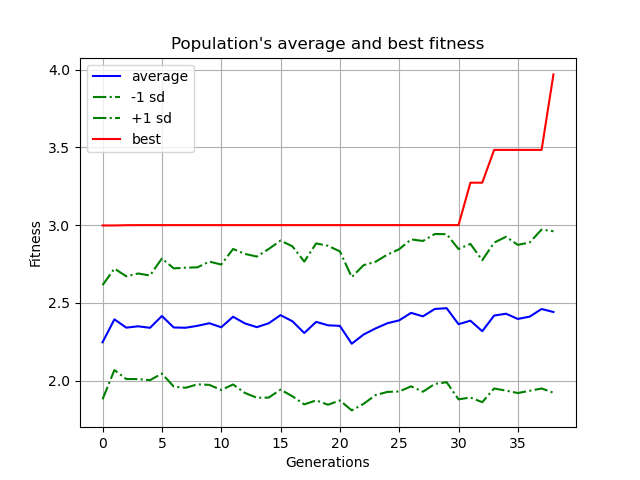 Population's average and best fitness
average
-1 sd
+1 sd
best
4.0
3.5
3.0
2.5
2.0
Fitness
0
5
10
15
20
25
30
35
Generations